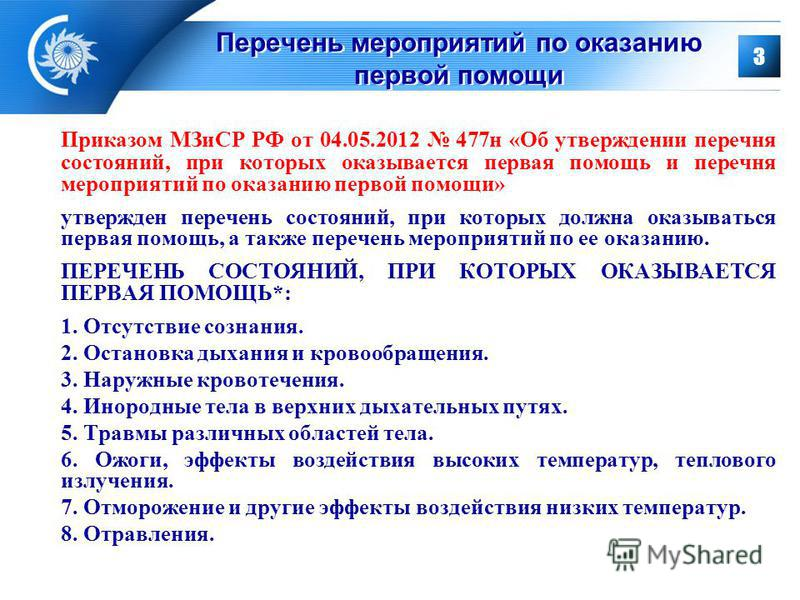 Перечень мероприятий по оказанию
первой помощи
3
Приказом МЗиСР РФ от 04.05.2012 № 477н «Об утверждении перечня
состояний, при которых оказывается первая помощь и перечня
мероприятий по оказанию первой помощи»
утвержден перечень состояний, при которых должна оказываться
первая помощь, а также перечень мероприятий по ее оказанию.
ПЕРЕЧЕНЬ СОСТОЯНИЙ, ПРИ КОТОРЫХ ОКАЗЫВАЕТСЯ
ПЕРВАЯ ПОМОЩЬ*:
1. Отсутствие сознания.
2. Остановка дыхания и кровообращения.
3. Наружные кровотечения.
4. Инородные тела в верхних дыхательных путях.
5. Травмы различных областей тела.
6. Ожоги, эффекты воздействия высоких температур, теплового
излучения.
7. Отморожение и другие эффекты воздействия низких температур.
8. Отравления.
MyShared